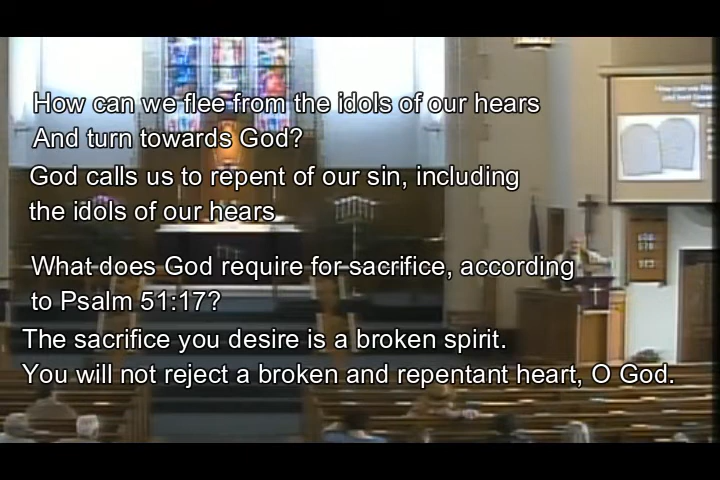 How can we flee from the idols of our hears
And turn towards God?
God calls us to repent of our sin, including
the idols of our hears
What does God require for sacrifice, according
to Psalm 51:17?
The sacrifice you desire is a broken spirit.
You will not reject a broken and repentant heart, O God.